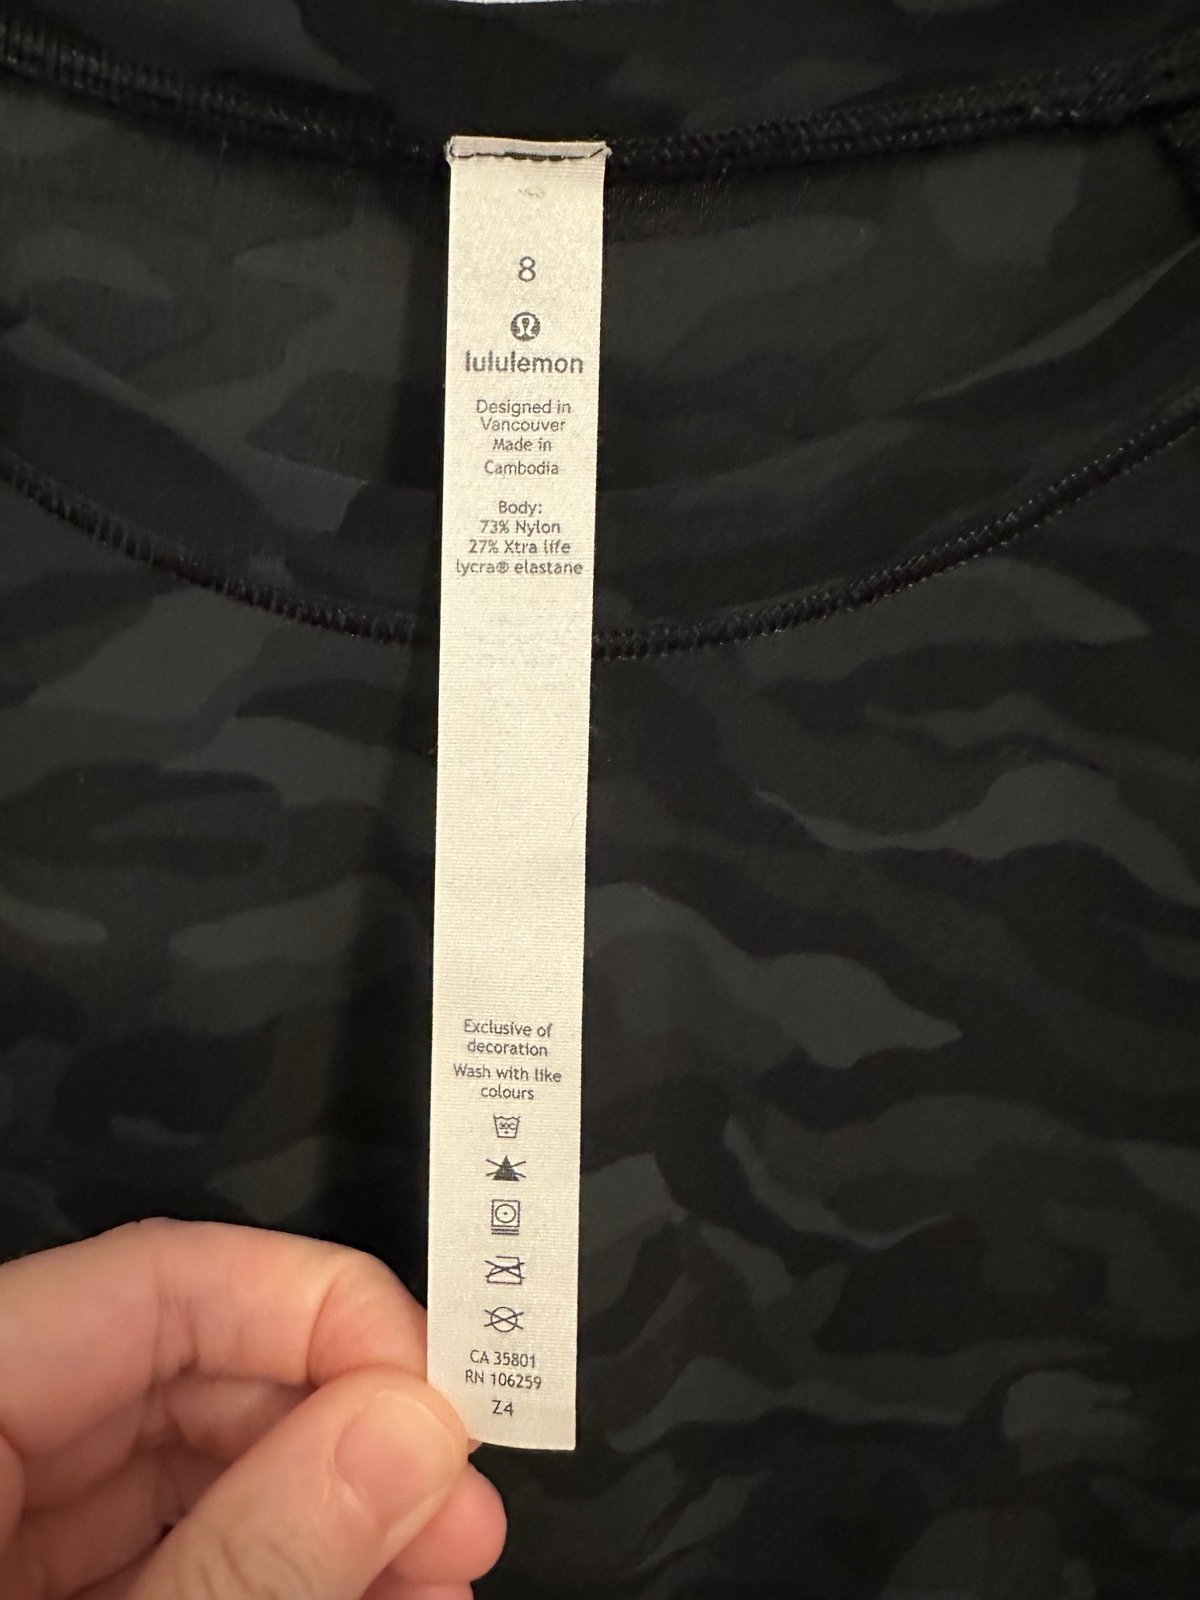 8
lululemon
Designed in
Vancouver
Made in
Cambodia
Body:
73% Nylon
27% Xtra life
lycra® elastane
Exclusive of
decoration
Wash with like
colours
30C
CA 35801
RN 106259
Z4